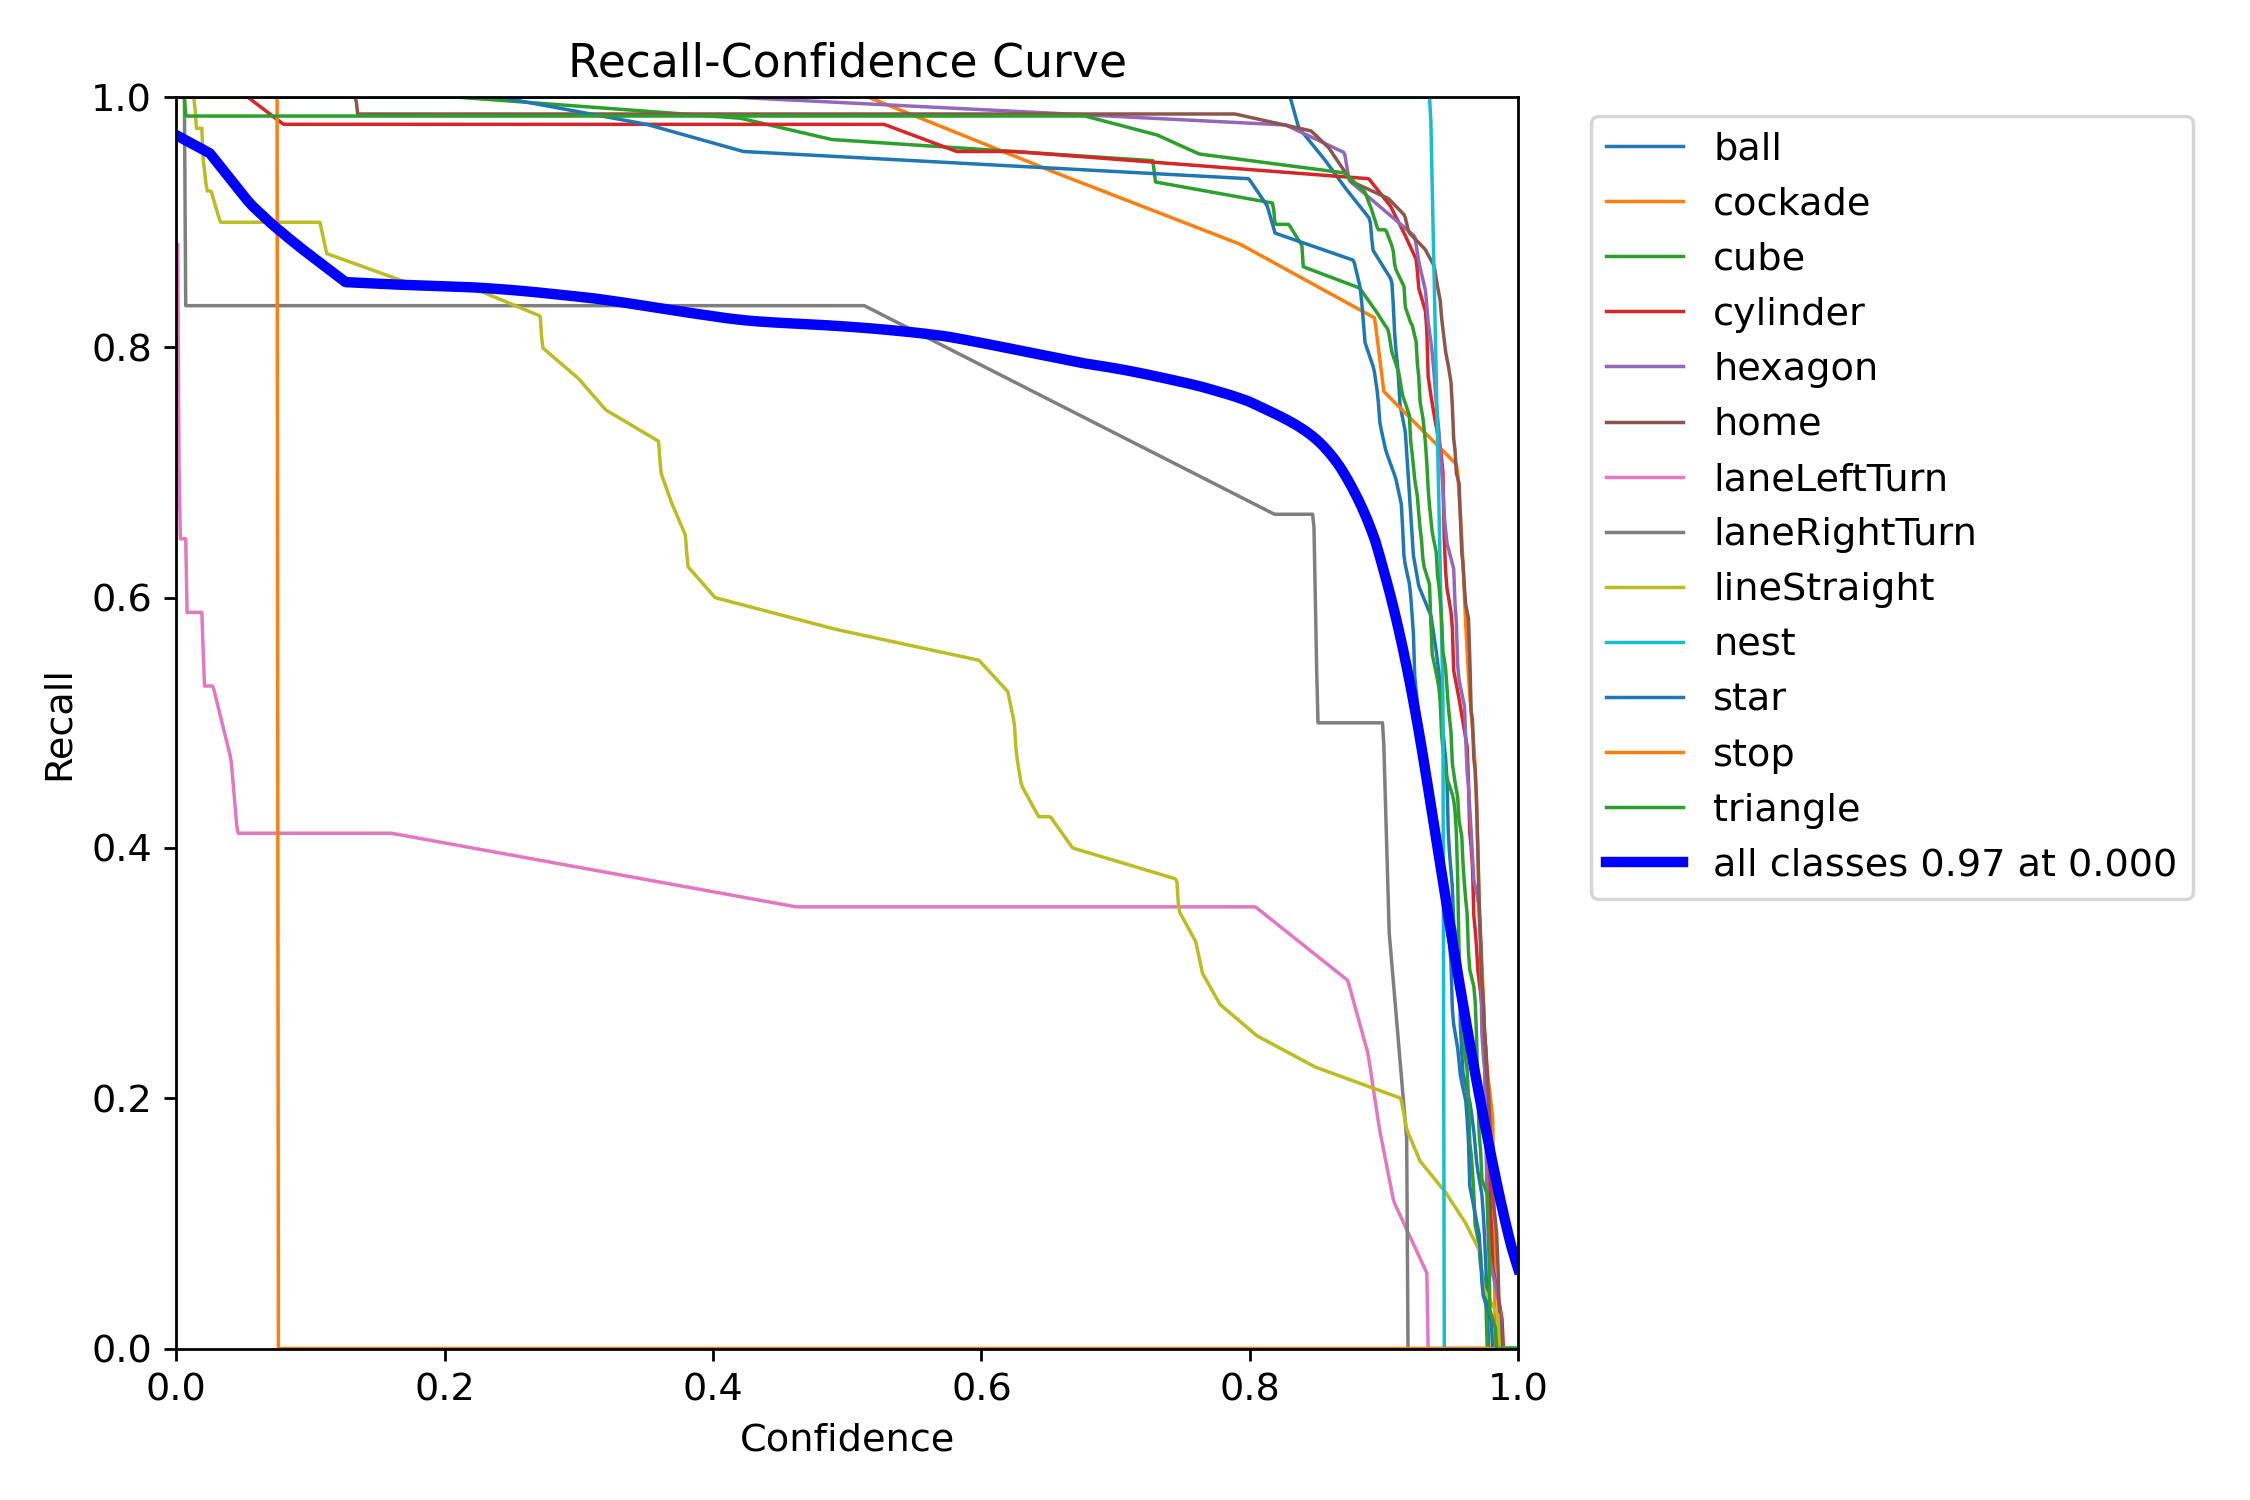 Recall-Confidence Curve
1.0
0.8
0.6
0.4
0.2
0.0
Recall
0.0 0.2 0.4 0.6 0.8 1.0
Confidence
ball
cockade
cube
cylinder
hexagon
home
laneLeftTurn
laneRightTurn
lineStraight
nest
star
stop
triangle
all classes 0.97 at 0.000